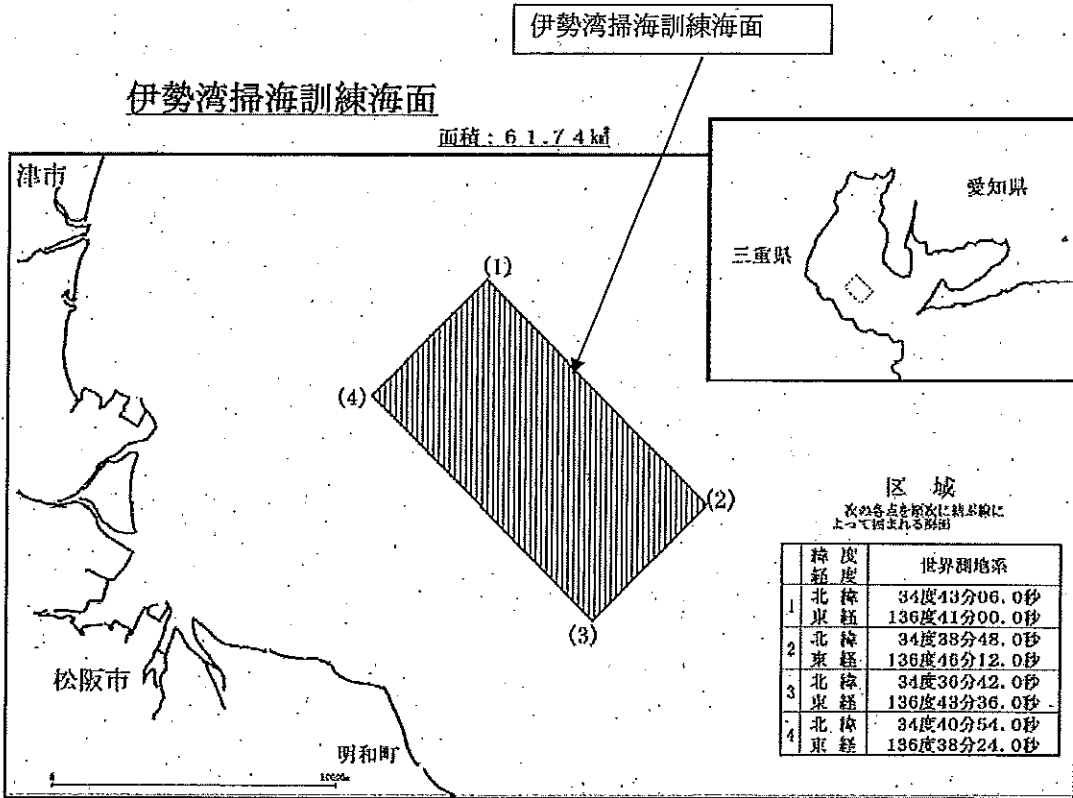 伊勢湾掃海訓練海面
伊勢湾掃海訓練海面
面積：61.74㎢
津市
愛知県
三重県
(1)
(4)
(2)
(3)
松阪市
明和町
0
10000m
区域
次の各点を順次に結ぶ線に
よって囲まれる範囲
緯度 経度 世界測地系
1 北緯 34度43分06.0秒
東経 136度41分00.0秒
2 北緯 34度38分48.0秒
東経 136度46分12.0秒
3 北緯 34度36分42.0秒
東経 136度43分36.0秒
4 北緯 34度40分54.0秒
東経 136度38分24.0秒